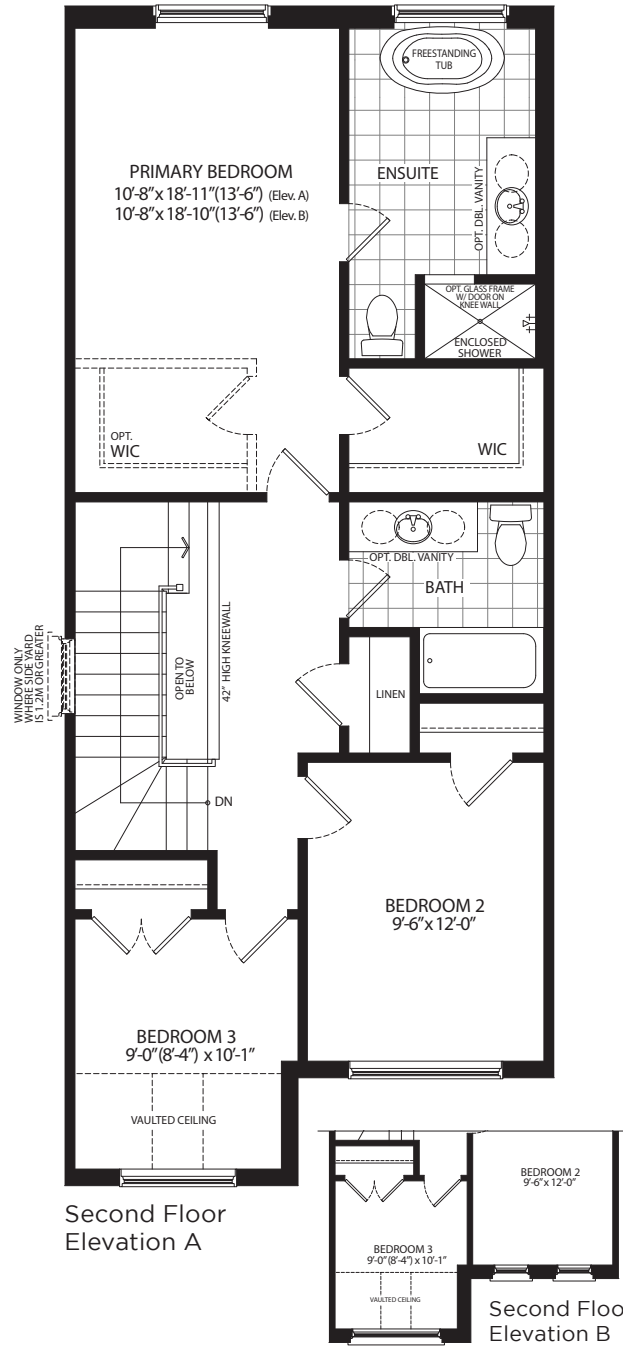 FREESTANDING
TUB
PRIMARY BEDROOM
10'-8" x 18'-11"(13'-6") (Elev. A)
10'-8" x 18'-10"(13'-6") (Elev. B)
ENSUITE
OPT. DBL. VANITY
OPT. GLASS FRAME
W/ DOOR ON
KNEE WALL
ENCLOSED
SHOWER
OPT.
WIC
WIC
OPT. DBL. VANITY
BATH
WINDOW ONLY
WHERE SIDE YARD
IS 1.2M OR GREATER
OPEN TO
BELOW
42" HIGH KNEEWALL
LINEN
DN
BEDROOM 2
9'-6" x 12'-0"
BEDROOM 3
9'-0" (8'-4") x 10'-1"
VAULTED CEILING
Second Floor
Elevation A
BEDROOM 2
9'-6" x 12'-0"
BEDROOM 3
9'-0" (8'-4") x 10'-1"
VAULTED CEILING
Second Floo
Elevation B